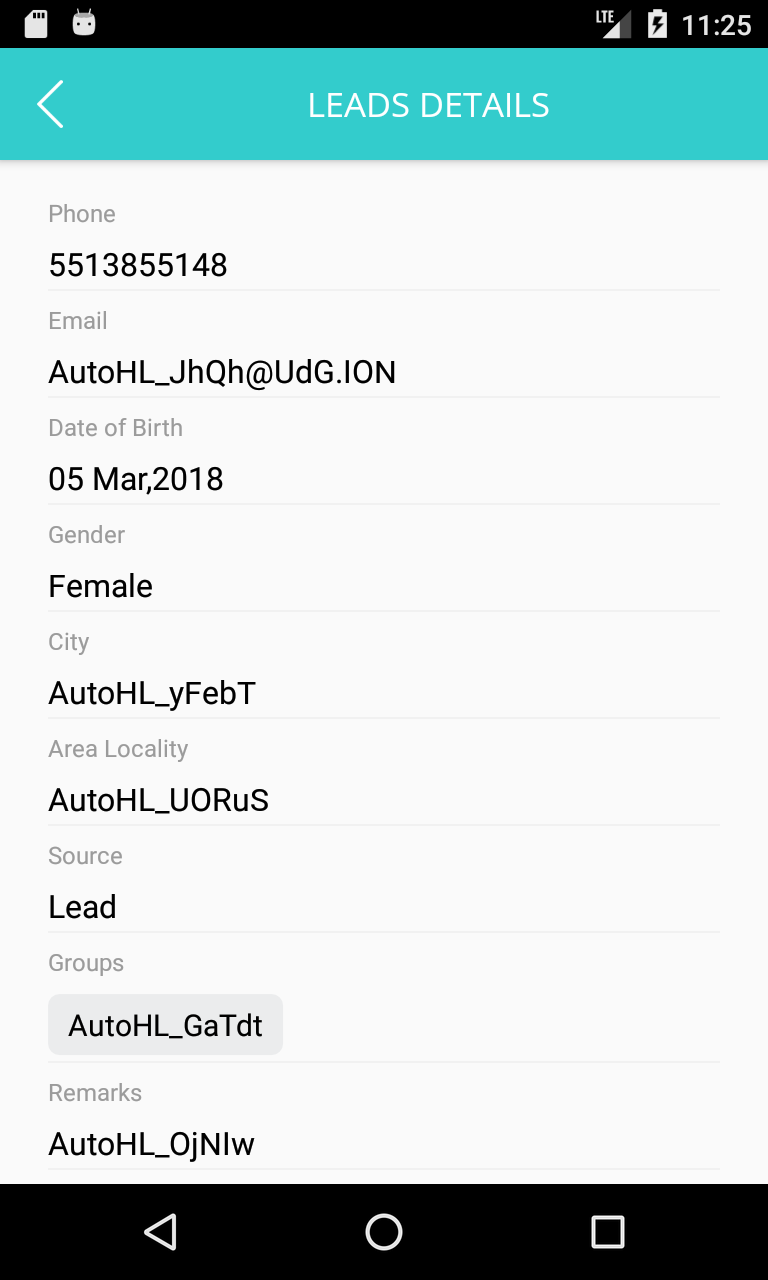 LTE 11:25
LEADS DETAILS
Phone
5513855148
Email
AutoHL_JhQh@UdG.ION
Date of Birth
05 Mar,2018
Gender
Female
City
AutoHL_yFebT
Area Locality
AutoHL_UORuS
Source
Lead
Groups
AutoHL_GaTdt
Remarks
AutoHL_OjNIw